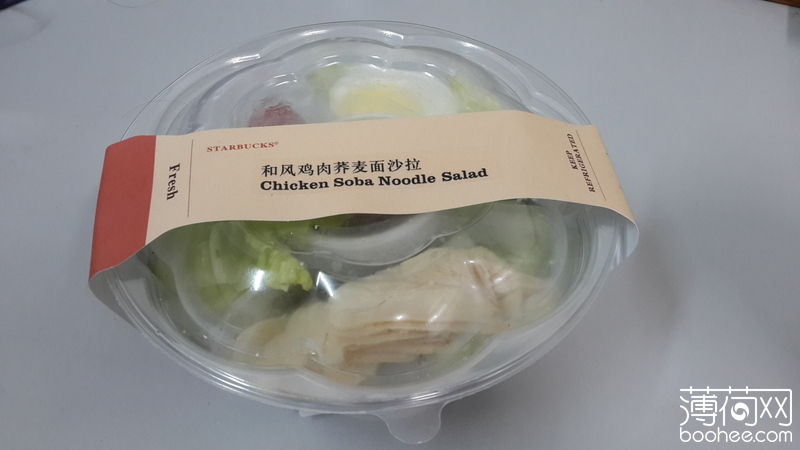 Fresh
STARBUCKS®
和风鸡肉荞麦面沙拉
Chicken Soba Noodle Salad
KEEP
REFRIGERATED
薄荷网
boohee.com